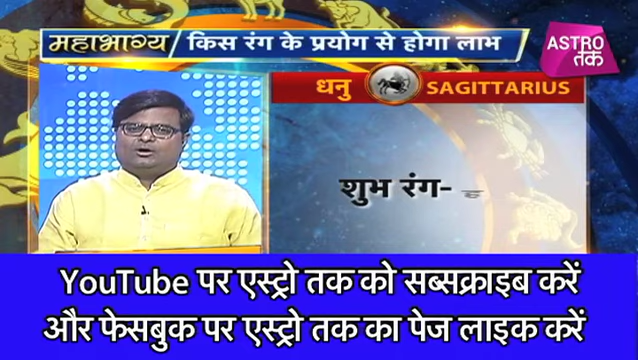 महाभाग्य / किस रंग के प्रयोग से होगा लाभ
ASTRO
तक
धनु SAGITTARIUS
शुभ रंग-
YouTube पर एस्ट्रो तक को सब्सक्राइब करें
और फेसबुक पर एस्ट्रो तक का पेज लाइक करें